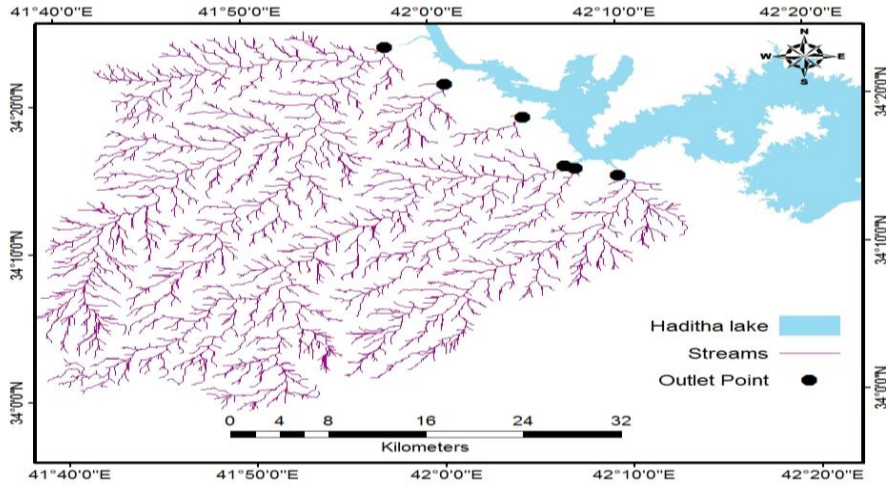 41°40'0"E 41°50'0"E 42°0'0"E 42°10'0"E 42°20'0"E
N
W E
S
34°20'0"N 34°20'0"N
34°10'0"N 34°10'0"N
Haditha lake
Streams
Outlet Point
34°0'0"N 34°0'0"N
0 4 8 16 24 32
Kilometers
41°40'0"E 41°50'0"E 42°0'0"E 42°10'0"E 42°20'0"E